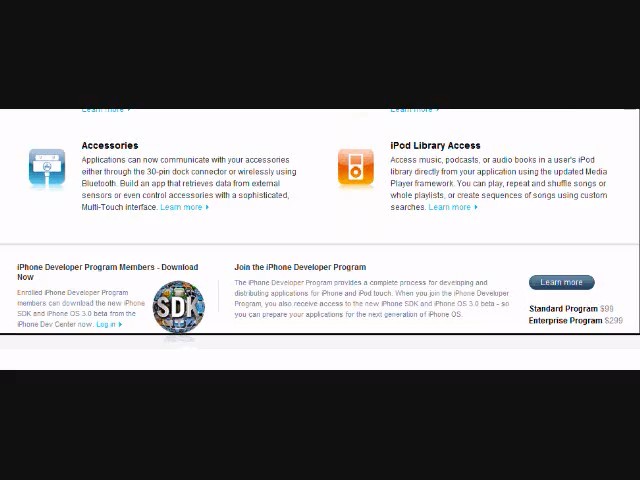 Learn more
Learn more
Accessories
Applications can now communicate with your accessories
either through the 30-pin dock connector or wirelessly using
Bluetooth. Build an app that retrieves data from external
sensors or even control accessories with a sophisticated,
Multi-Touch interface. Learn more
iPod Library Access
Access music, podcasts, or audio books in a user's iPod
library directly from your application using the updated Media
Player framework. You can play, repeat and shuffle songs or
whole playlists, or create sequences of songs using custom
searches. Learn more
iPhone Developer Program Members - Download
Now
Enrolled iPhone Developer Program
members can download the new iPhone
SDK and iPhone OS 3.0 beta from the
iPhone Dev Center now. Log in
SDK
Join the iPhone Developer Program
The iPhone Developer Program provides a complete process for developing and
distributing applications for iPhone and iPod touch. When you join the iPhone Developer
Program, you also receive access to the new iPhone SDK and iPhone OS 3.0 beta - so
you can prepare your applications for the next generation of iPhone OS.
Learn more
Standard Program $99
Enterprise Program $299